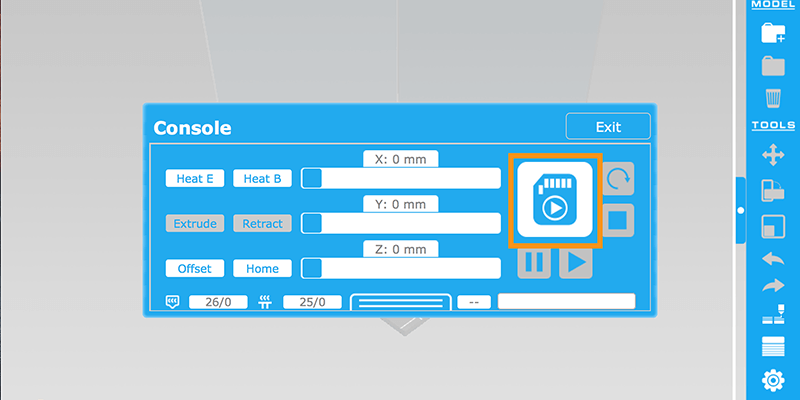 MODEL
Console
Exit
X: 0 mm
Heat E
Heat B
Y: 0 mm
Extrude
Retract
Z: 0 mm
Offset
Home
26/0
25/0
--
TOOLS